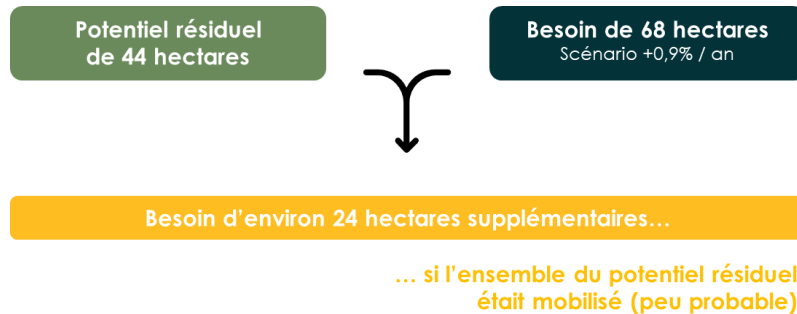 Potentiel résiduel
de 44 hectares
Besoin de 68 hectares
Scénario +0,9% / an
Besoin d'environ 24 hectares supplémentaires…
… si l'ensemble du potentiel résiduel
était mobilisé (peu probable)